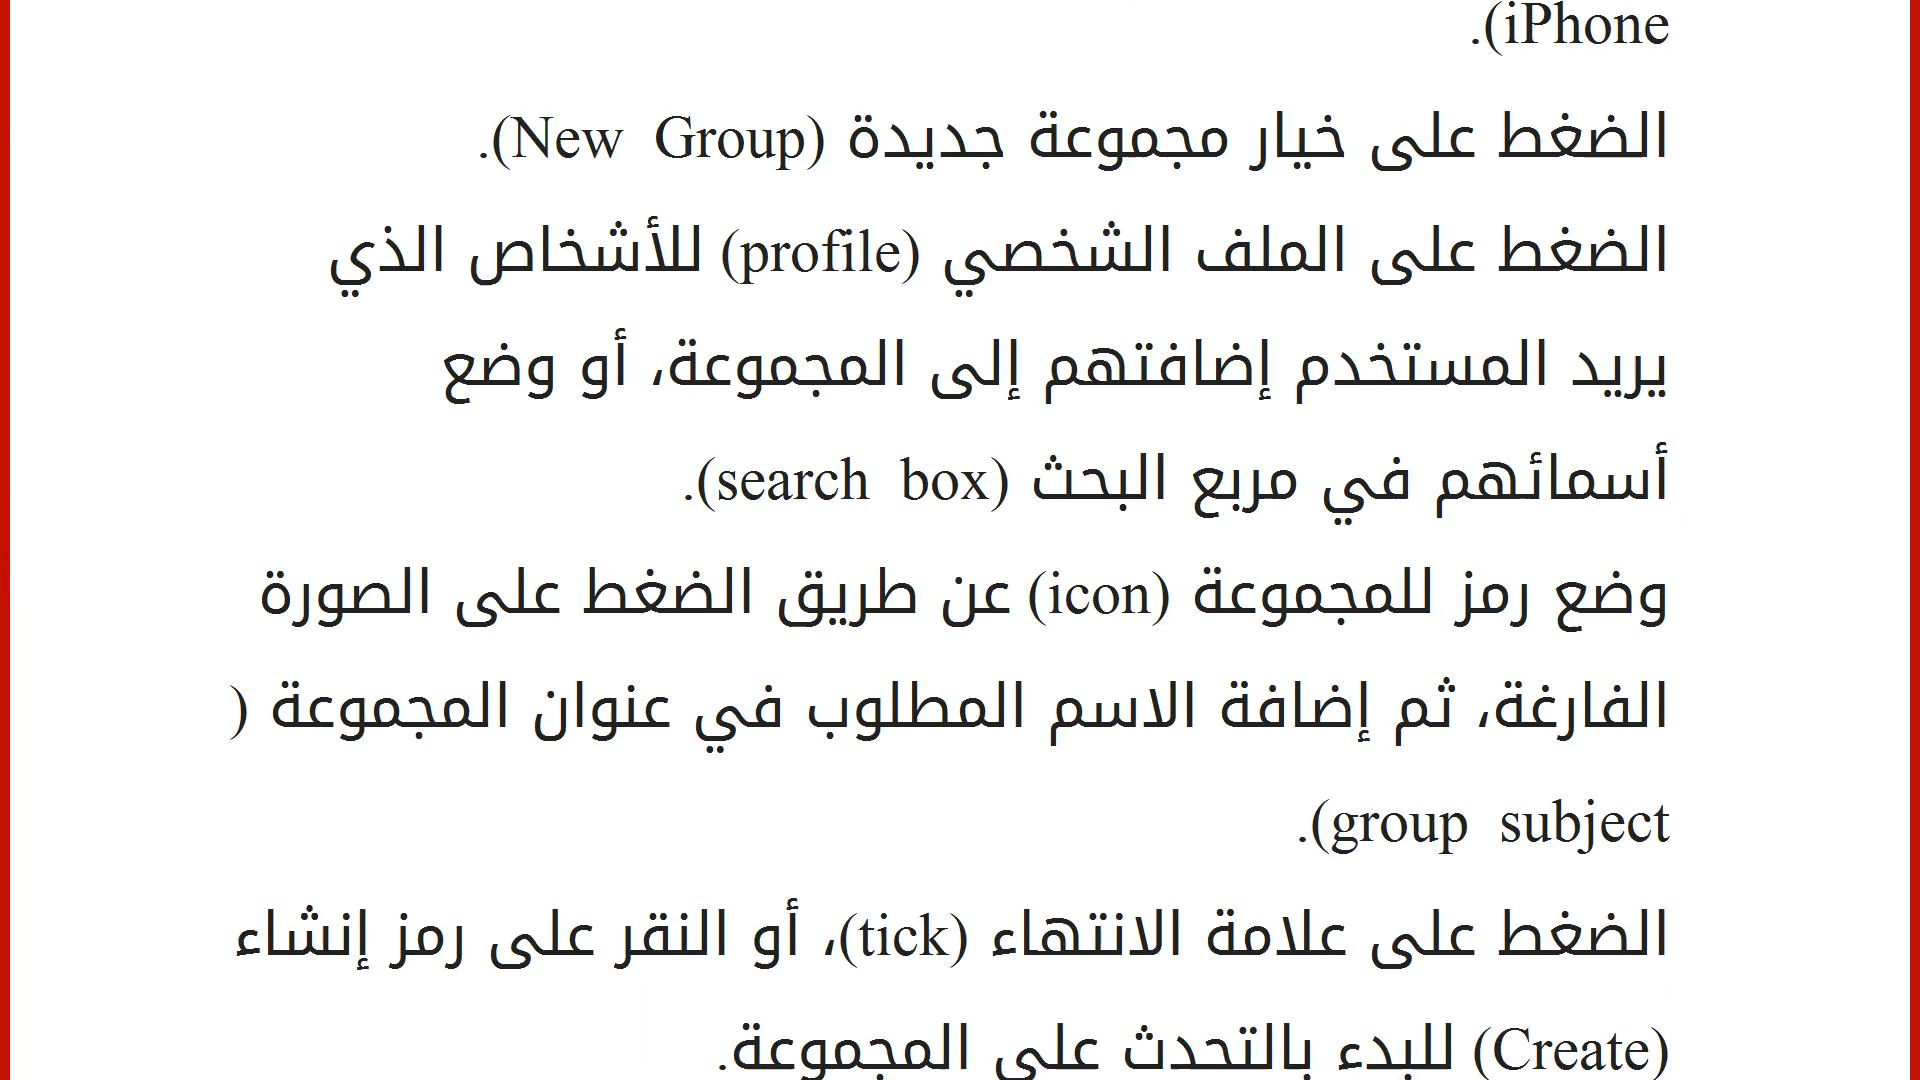 iPhone).
الضغط على خيار مجموعة جديدة (New Group).
الضغط على الملف الشخصي (profile) للأشخاص الذي
يريد المستخدم إضافتهم إلى المجموعة، أو وضع
أسمائهم في مربع البحث (search box).
وضع رمز للمجموعة (icon) عن طريق الضغط على الصورة
الفارغة، ثم إضافة الاسم المطلوب في عنوان المجموعة (
group subject).
الضغط على علامة الانتهاء (tick)، أو النقر على رمز إنشاء
(Create) للبدء بالتحدث على المجموعة.